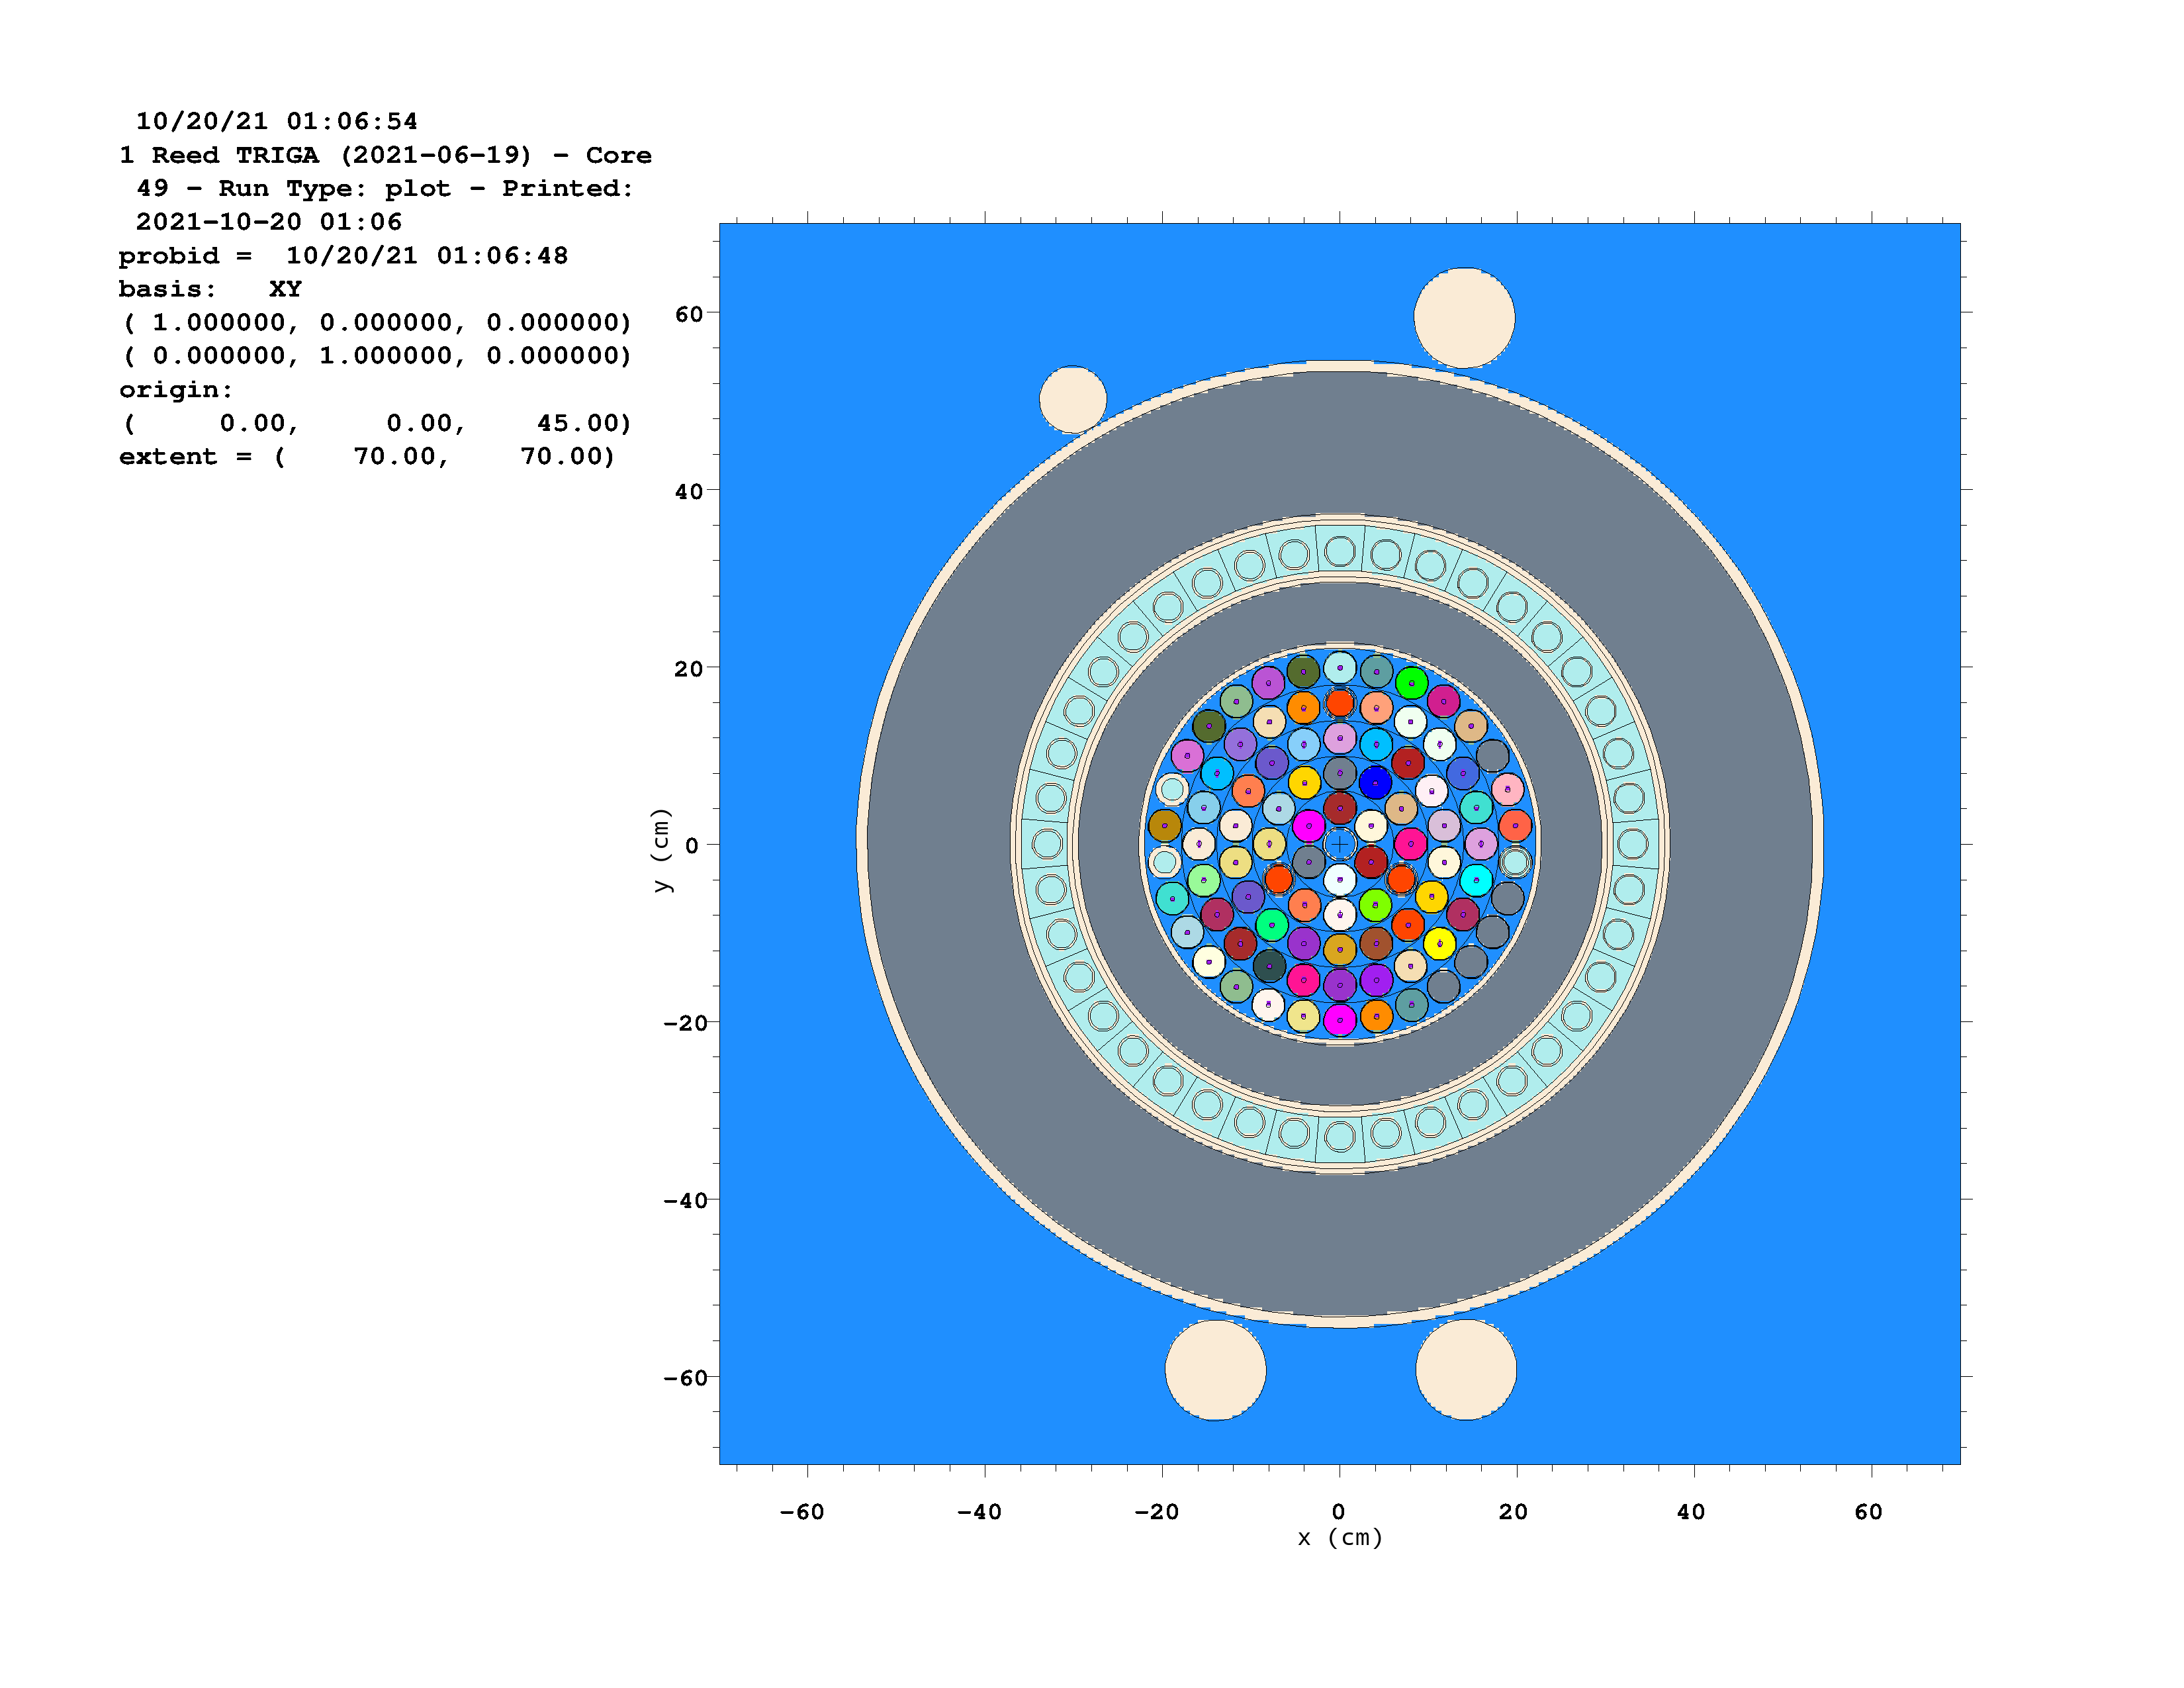 10/20/21 01:06:54
1 Reed TRIGA (2021-06-19) - Core
49 - Run Type: plot - Printed:
2021-10-20 01:06
probid = 10/20/21 01:06:48
basis: XY
( 1.000000, 0.000000, 0.000000)
( 0.000000, 1.000000, 0.000000)
origin:
( 0.00, 0.00, 45.00)
extent = ( 70.00, 70.00)
60
40
20
0
-20
-40
-60
y (cm)
-60 -40 -20 0 20 40 60
x (cm)